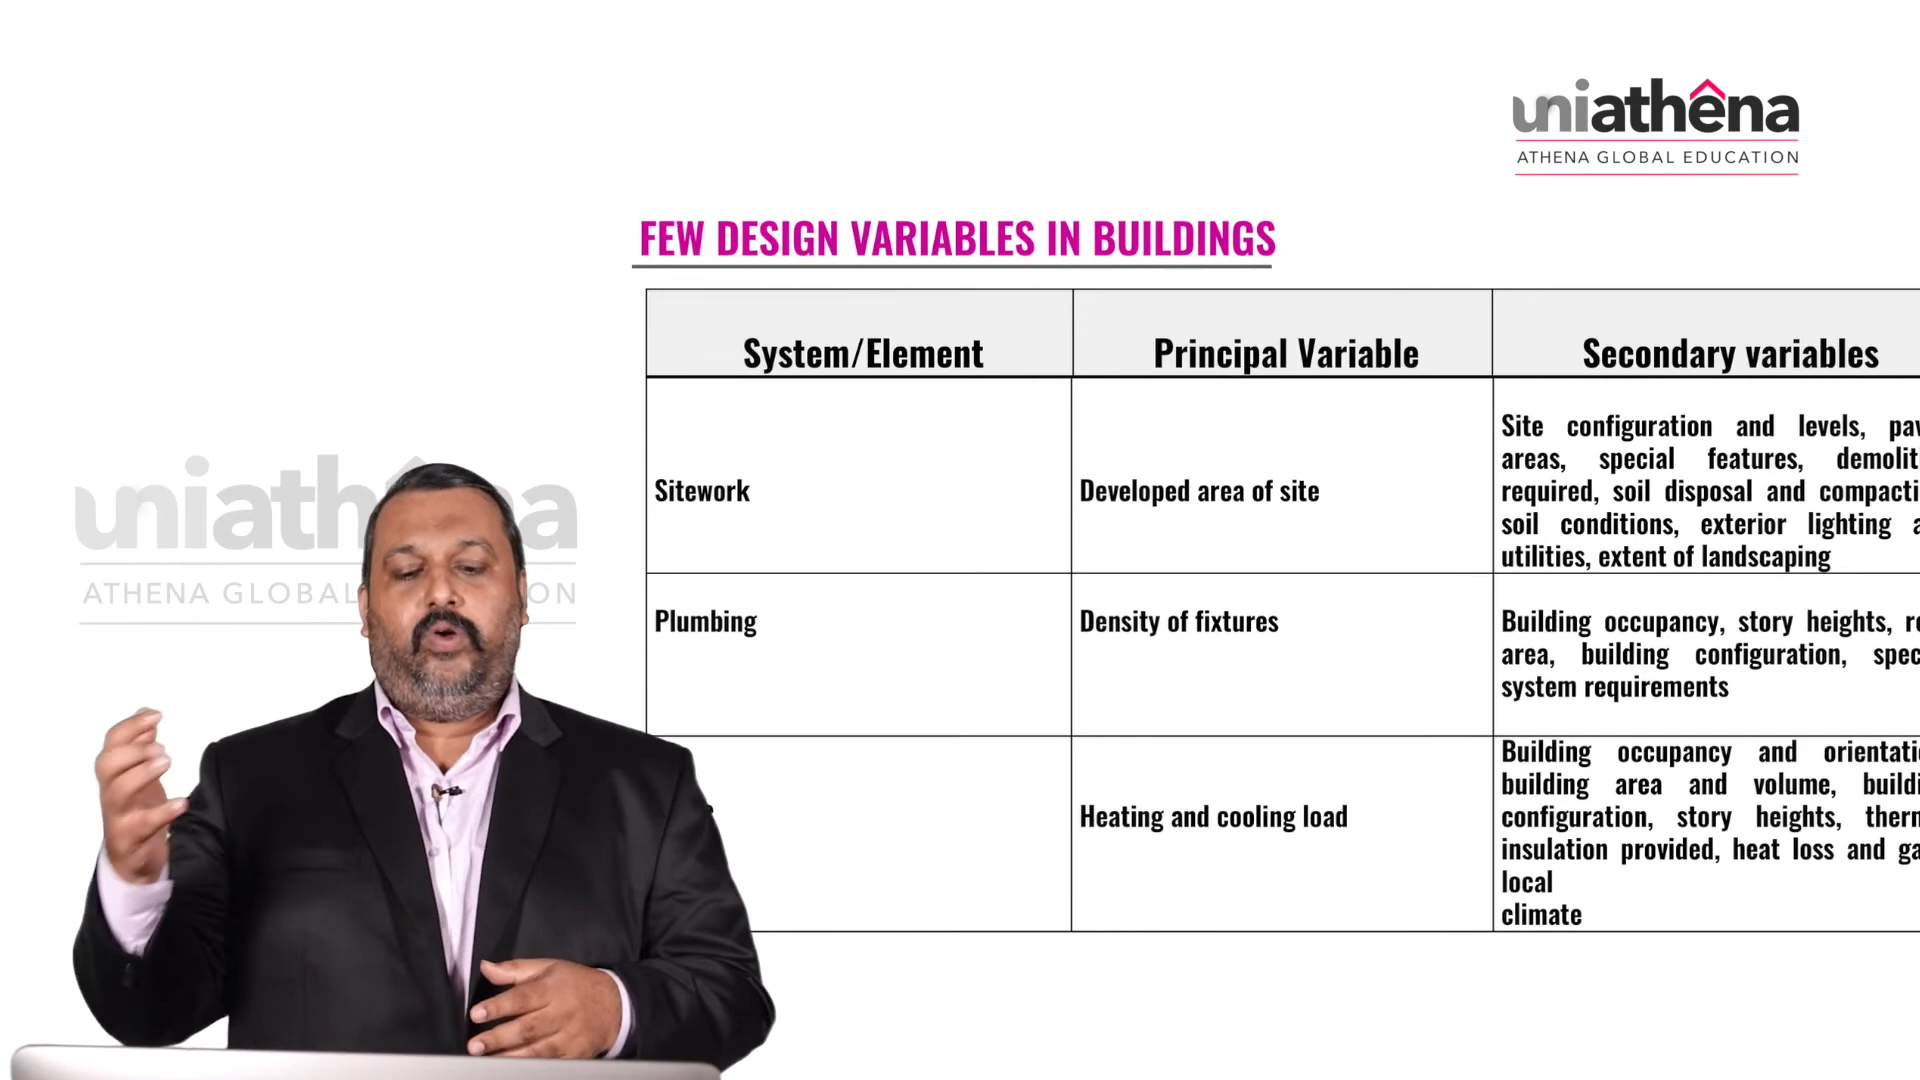 uniathena
ATHENA GLOBAL EDUCATION
FEW DESIGN VARIABLES IN BUILDINGS
System/Element
Principal Variable
Secondary variables
Sitework
Developed area of site
Site configuration and levels,
areas, special features,
required, soil disposal and
soil conditions, exterior lighting
utilities, extent of landscaping
Plumbing
Density of fixtures
Building occupancy, story heights,
area, building configuration,
system requirements
Heating and cooling load
Building occupancy and
building area and volume,
configuration, story heights,
insulation provided, heat loss and
local
climate
ATHENA GLOBAL